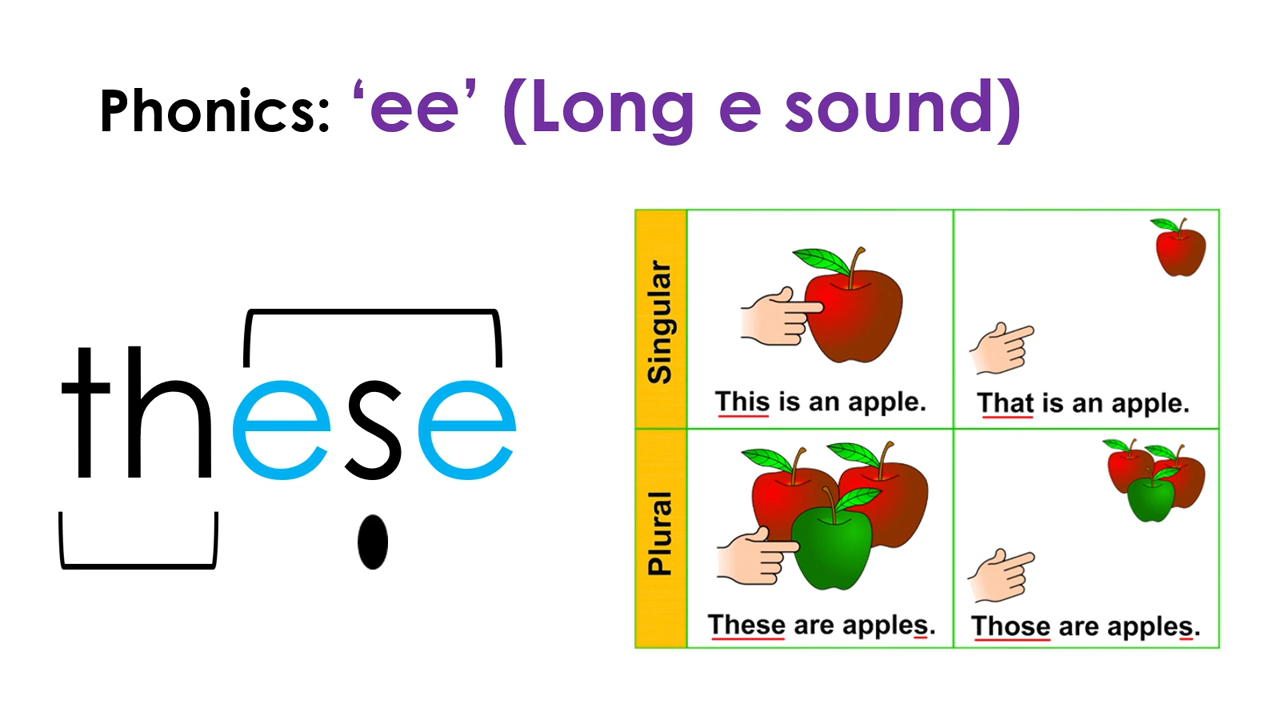 Phonics: ‘ee’ (Long e sound)
these
Singular
This is an apple.
That is an apple.
Plural
These are apples.
Those are apples.